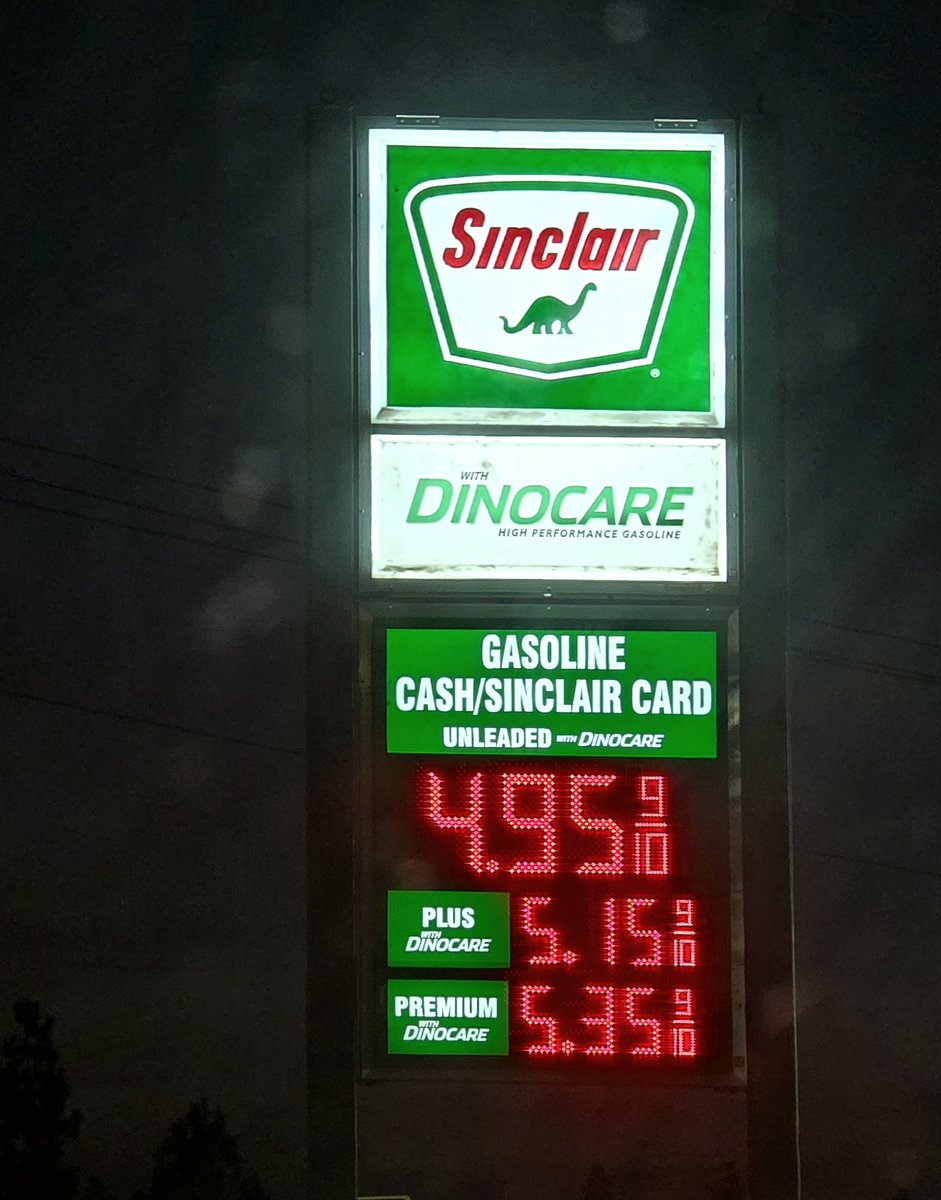 Sinclair
®
WITH
DINOCARE
HIGH PERFORMANCE GASOLINE
GASOLINE
CASH/SINCLAIR CARD
UNLEADED WITH DINOCARE
4.95 9/10
PLUS
WITH
DINOCARE
5.15 9/10
PREMIUM
WITH
DINOCARE
5.35 9/10